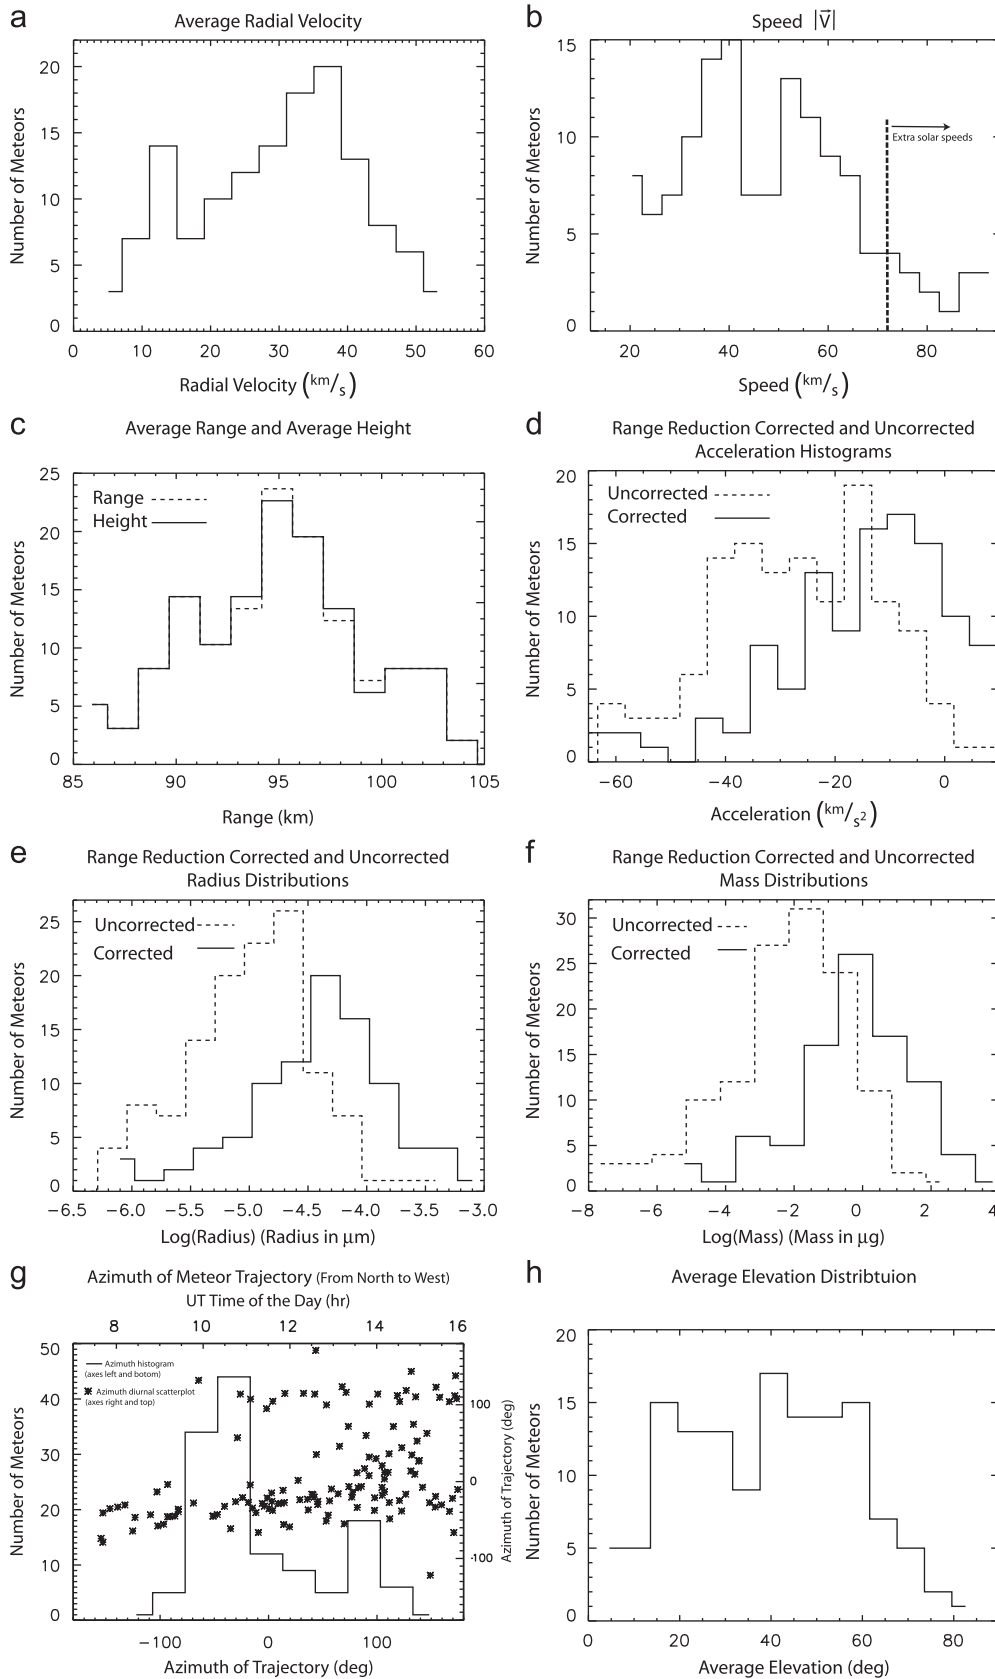 a
Average Radial Velocity
Number of Meteors
20
15
10
5
0
0 10 20 30 40 50 60
Radial Velocity (km/s)
b
Speed |V|
Number of Meteors
15
10
5
0
Extra solar speeds
20 40 60 80
Speed (km/s)
c
Average Range and Average Height
Number of Meteors
25
20
15
10
5
0
Range
Height
85 90 95 100 105
Range (km)
d
Range Reduction Corrected and Uncorrected
Acceleration Histograms
Number of Meteors
20
15
10
5
0
Uncorrected
Corrected
−60 −40 −20 0
Acceleration (km/s²)
e
Range Reduction Corrected and Uncorrected
Radius Distributions
Number of Meteors
25
20
15
10
5
0
Uncorrected
Corrected
−6.5 −6.0 −5.5 −5.0 −4.5 −4.0 −3.5 −3.0
Log(Radius) (Radius in μm)
f
Range Reduction Corrected and Uncorrected
Mass Distributions
Number of Meteors
30
25
20
15
10
5
0
Uncorrected
Corrected
−8 −6 −4 −2 0 2 4
Log(Mass) (Mass in μg)
g
Azimuth of Meteor Trajectory (From North to West)
UT Time of the Day (hr)
8 10 12 14 16
Number of Meteors
50
40
30
20
10
0
Azimuth histogram
(axes left and botom)
Azimuth diurnal scatterplot
(axes right and top)
100
0
-100
Azimuth of Trajectory (deg)
−100 0 100
Azimuth of Trajectory (deg)
h
Average Elevation Distribtuion
Number of Meteors
20
15
10
5
0
0 20 40 60 80
Average Elevation (deg)